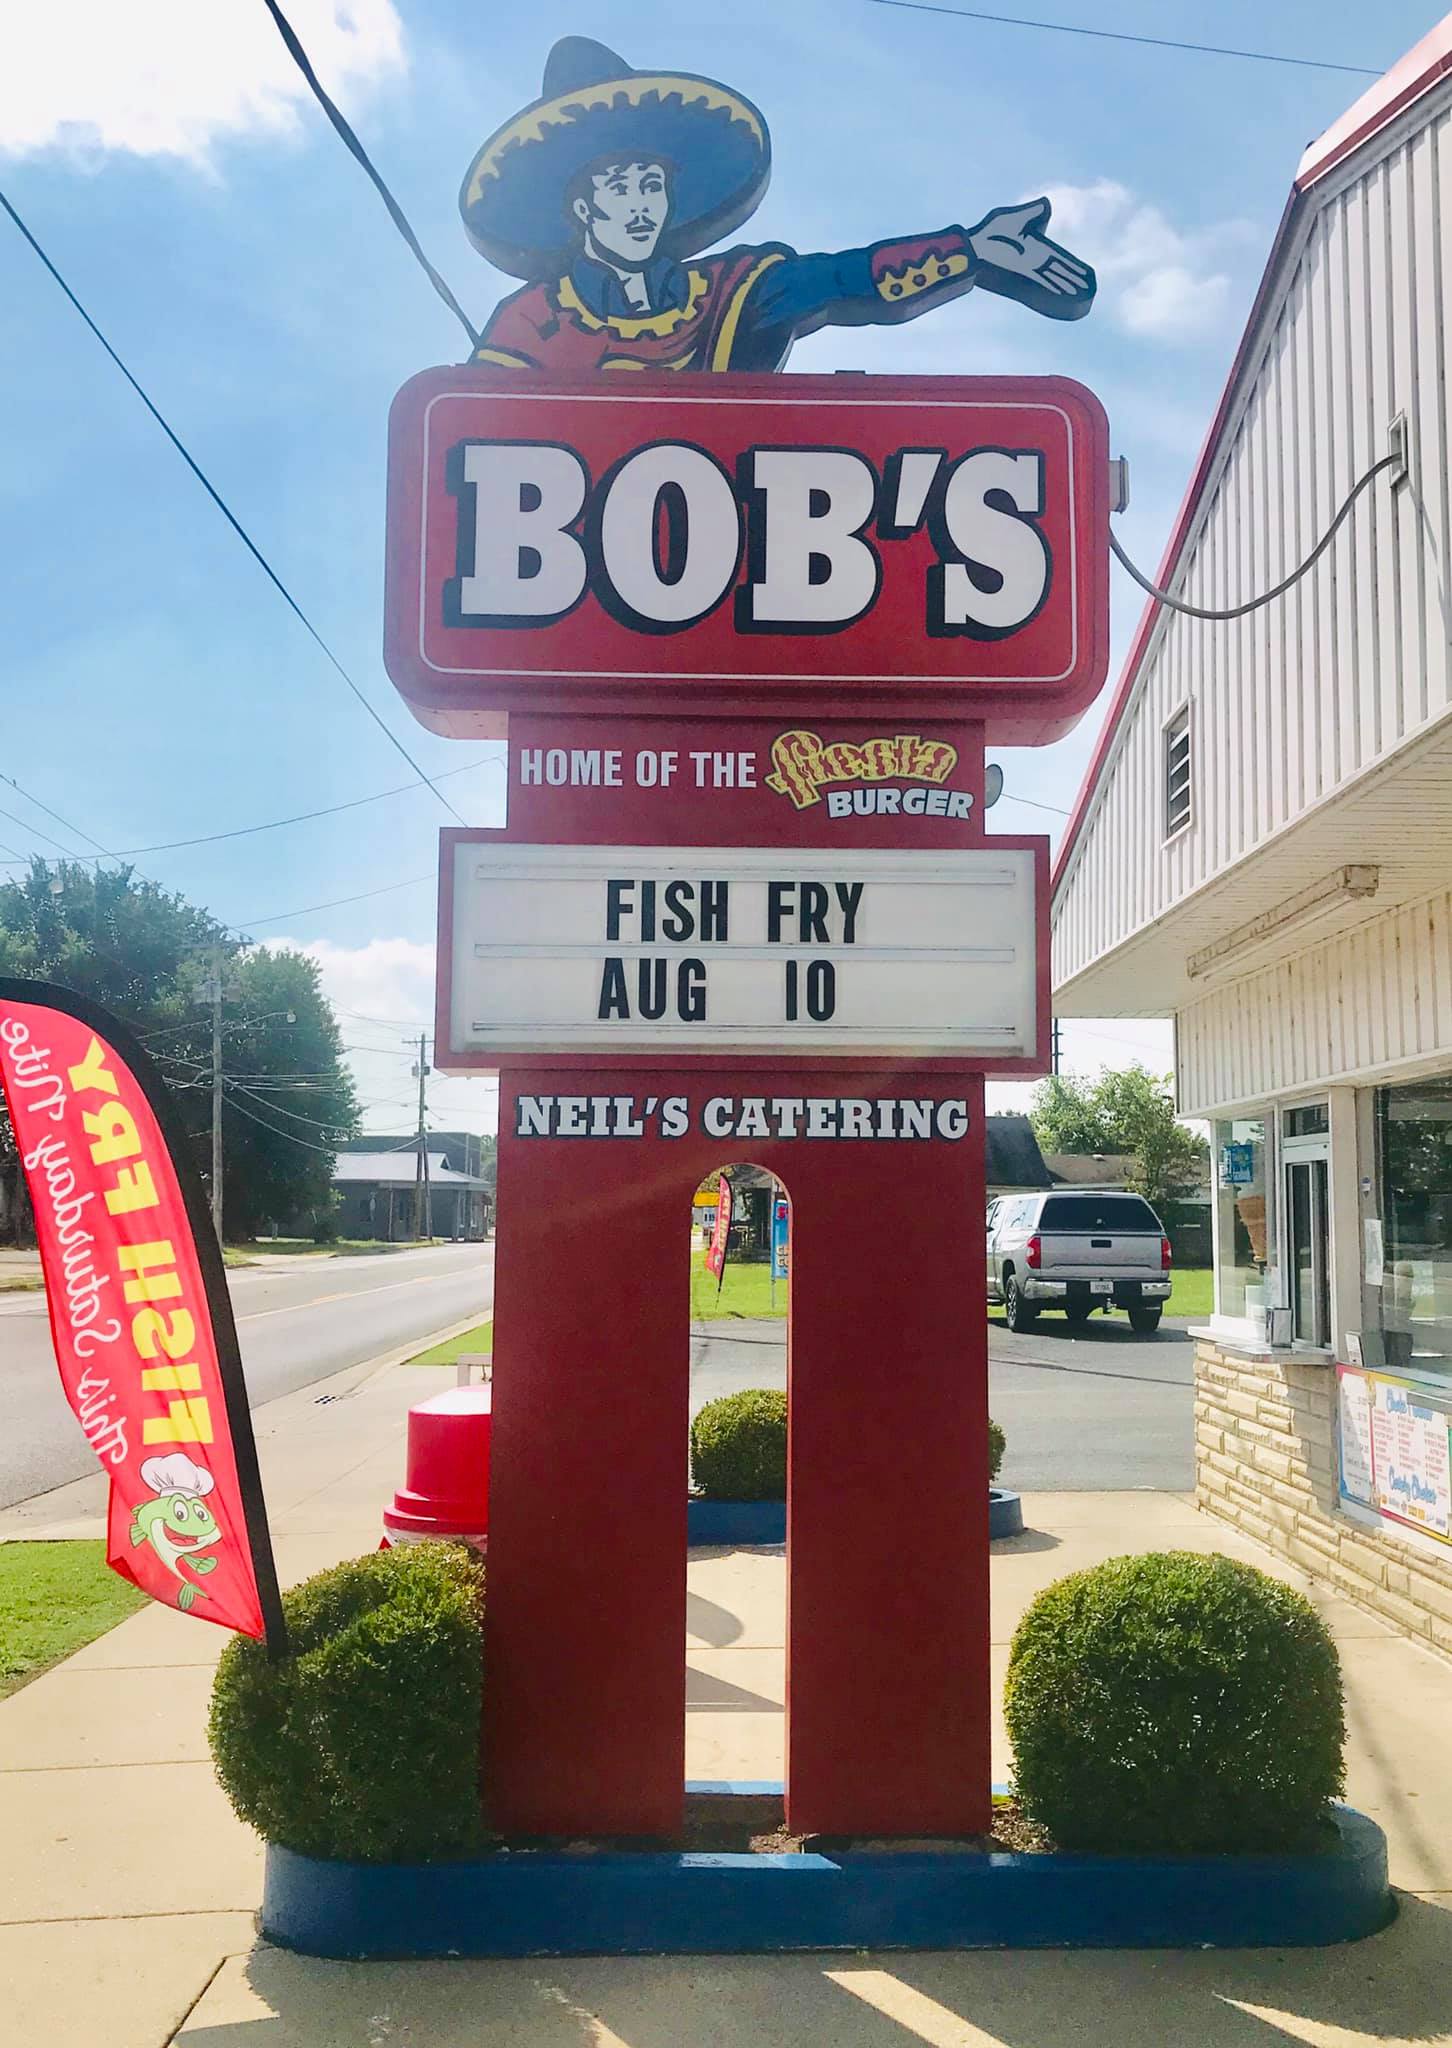 BOB'S
HOME OF THE Fiesta
BURGER
FISH FRY
AUG 10
NEIL'S CATERING
FISH FRY
This Saturday Nite